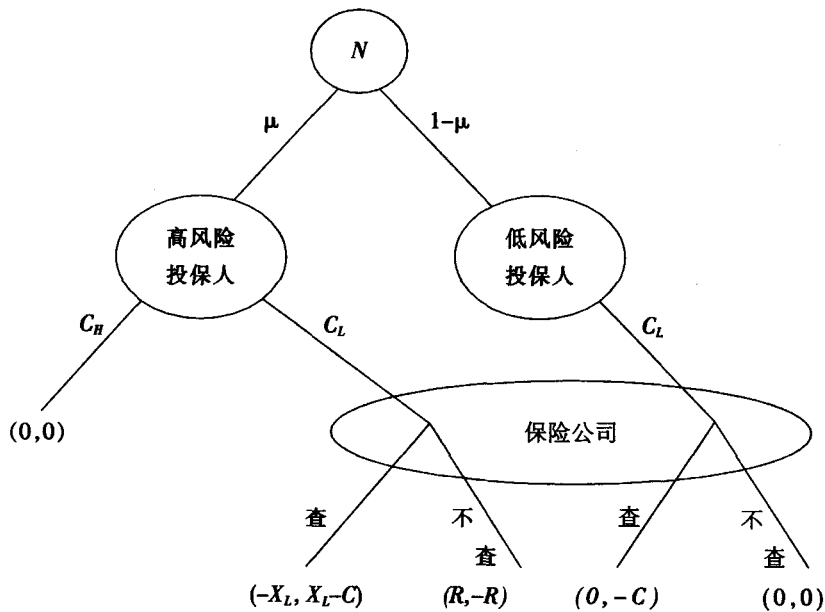 N
μ
1-μ
高风险
投保人
低风险
投保人
C_H
C_L
C_L
(0,0)
保险公司
查
不
查
查
不
查
(-X_L, X_L-C)
(R,-R)
(0,-C)
(0,0)